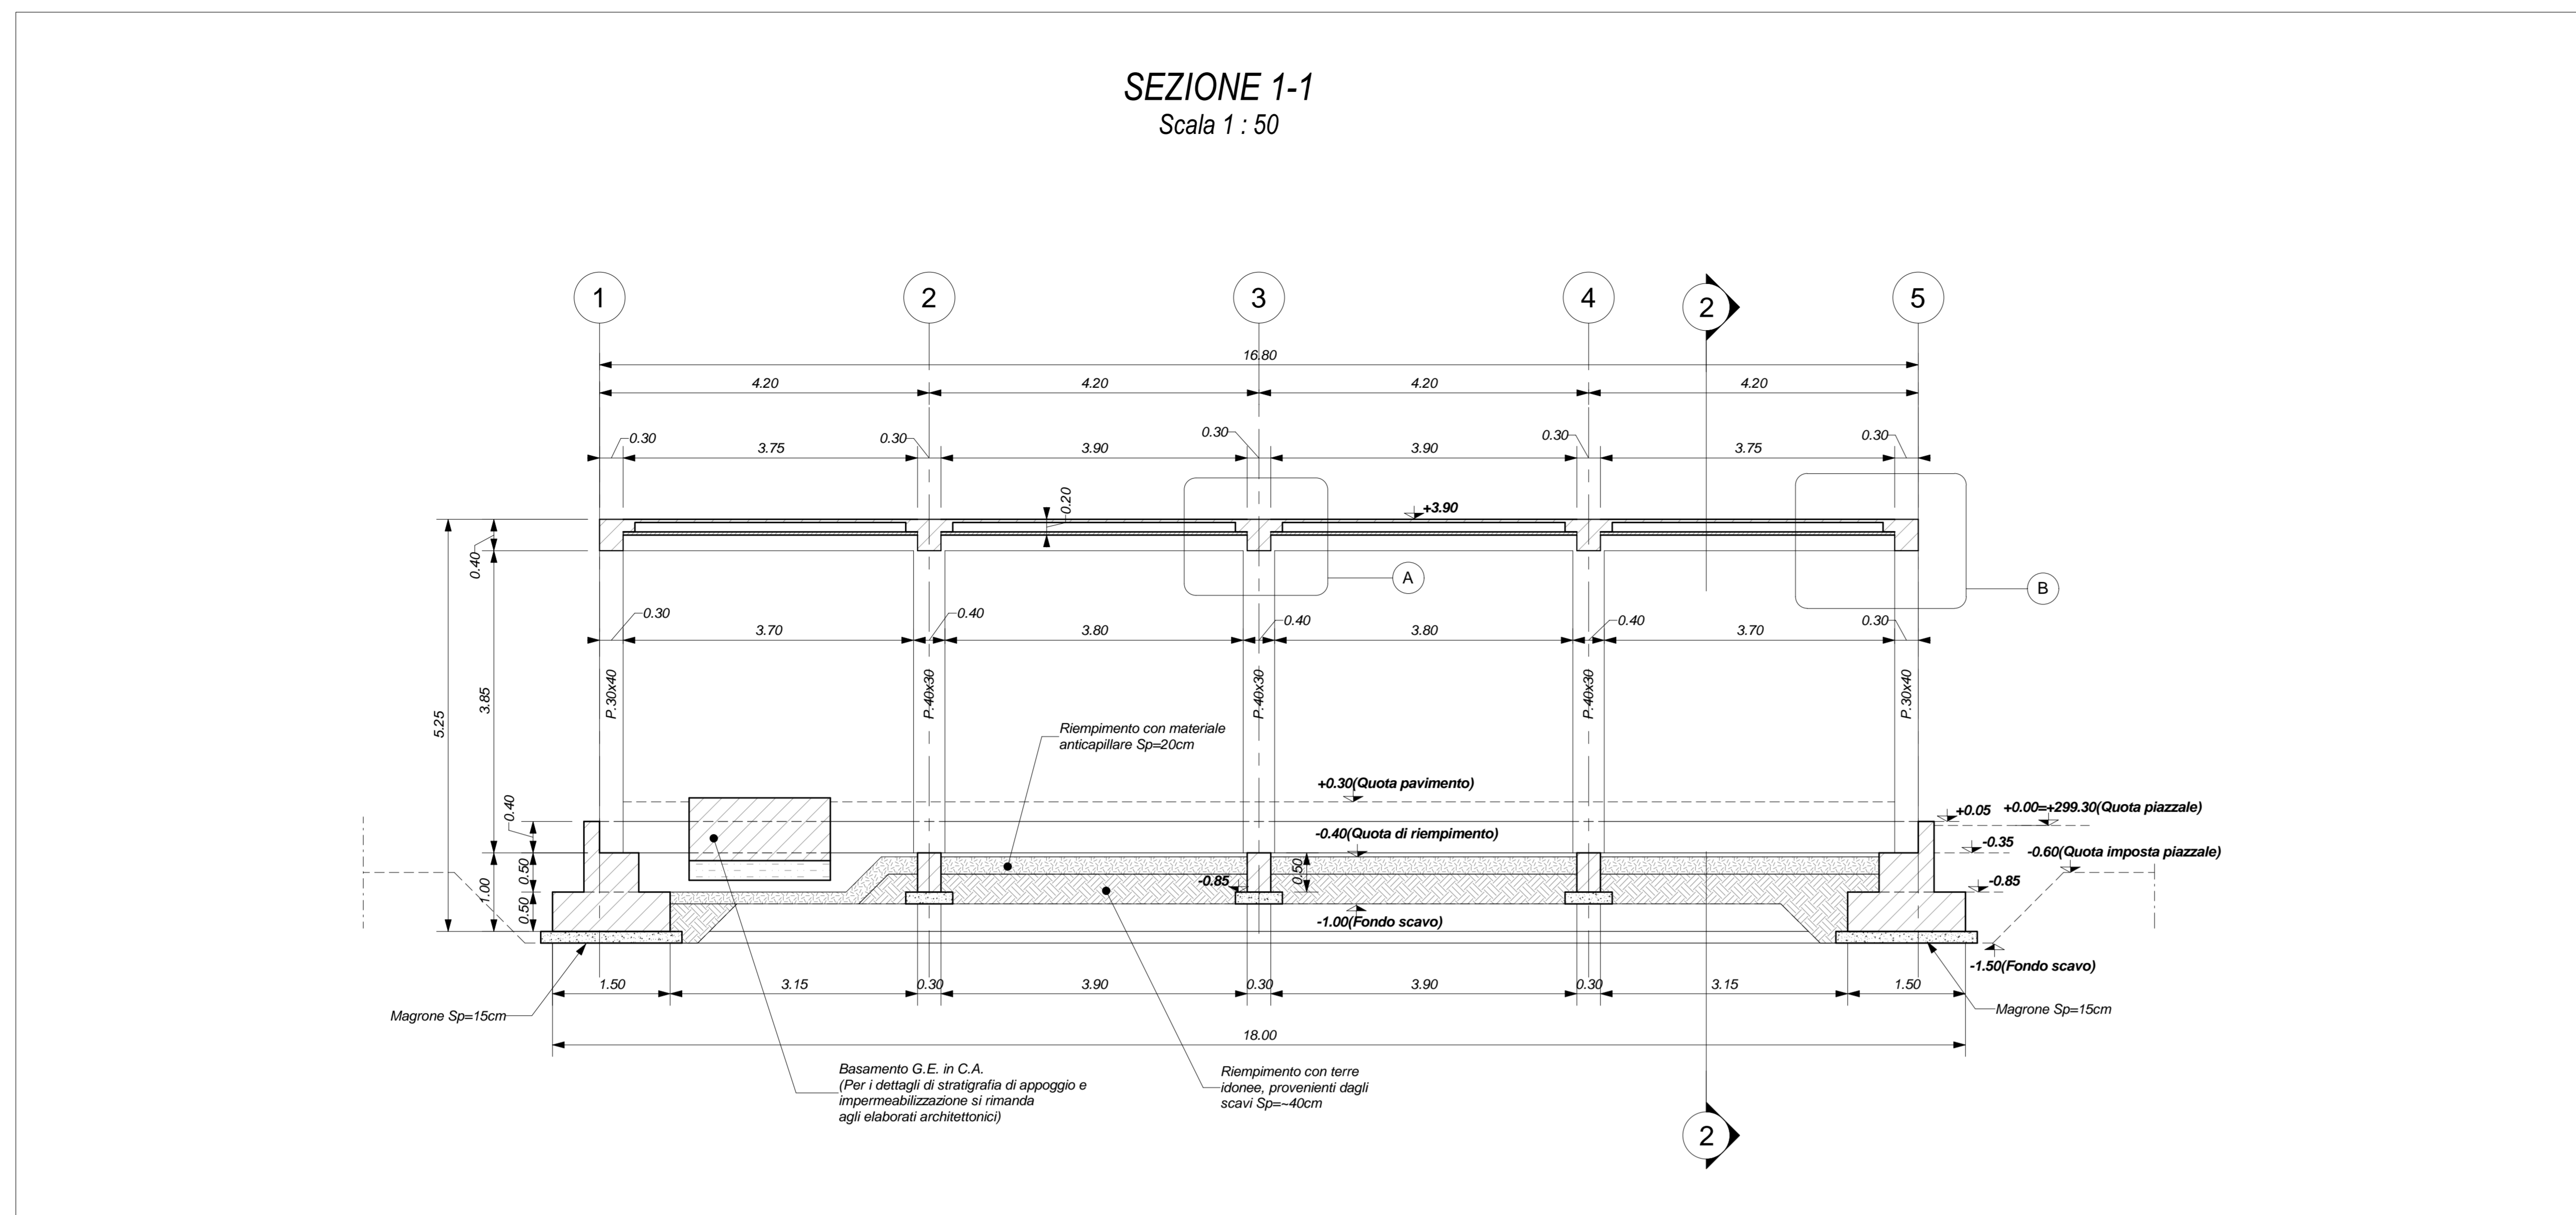 SEZIONE 1-1
Scala 1 : 50
1 2 3 4 2 5
16.80
4.20 4.20 4.20 4.20
0.30 3.75 0.30 3.90 0.30 3.90 0.30 3.75 0.30
0.20
+3.90
0.40
A
B
0.30 3.70 0.40 3.80 0.40 3.80 0.40 3.70 0.30
P.30x40 P.40x30 P.40x30 P.40x30 P.30x40
5.25
3.85
Riempimento con materiale
anticapillare Sp=20cm
+0.30(Quota pavimento)
0.40
+0.05
+0.00=+299.30(Quota piazzale)
-0.40(Quota di riempimento)
-0.35
-0.60(Quota imposta piazzale)
1.00
0.50
0.50
-0.85
0.50
-0.85
-1.00(Fondo scavo)
-1.50(Fondo scavo)
1.50 3.15 0.30 3.90 0.30 3.90 0.30 3.15 1.50
Magrone Sp=15cm
Magrone Sp=15cm
18.00
Basamento G.E. in C.A.
(Per i dettagli di stratigrafia di appoggio e
impermeabilizzazione si rimanda
agli elaborati architettonici)
Riempimento con terre
idonee, provenienti dagli
scavi Sp=~40cm
2